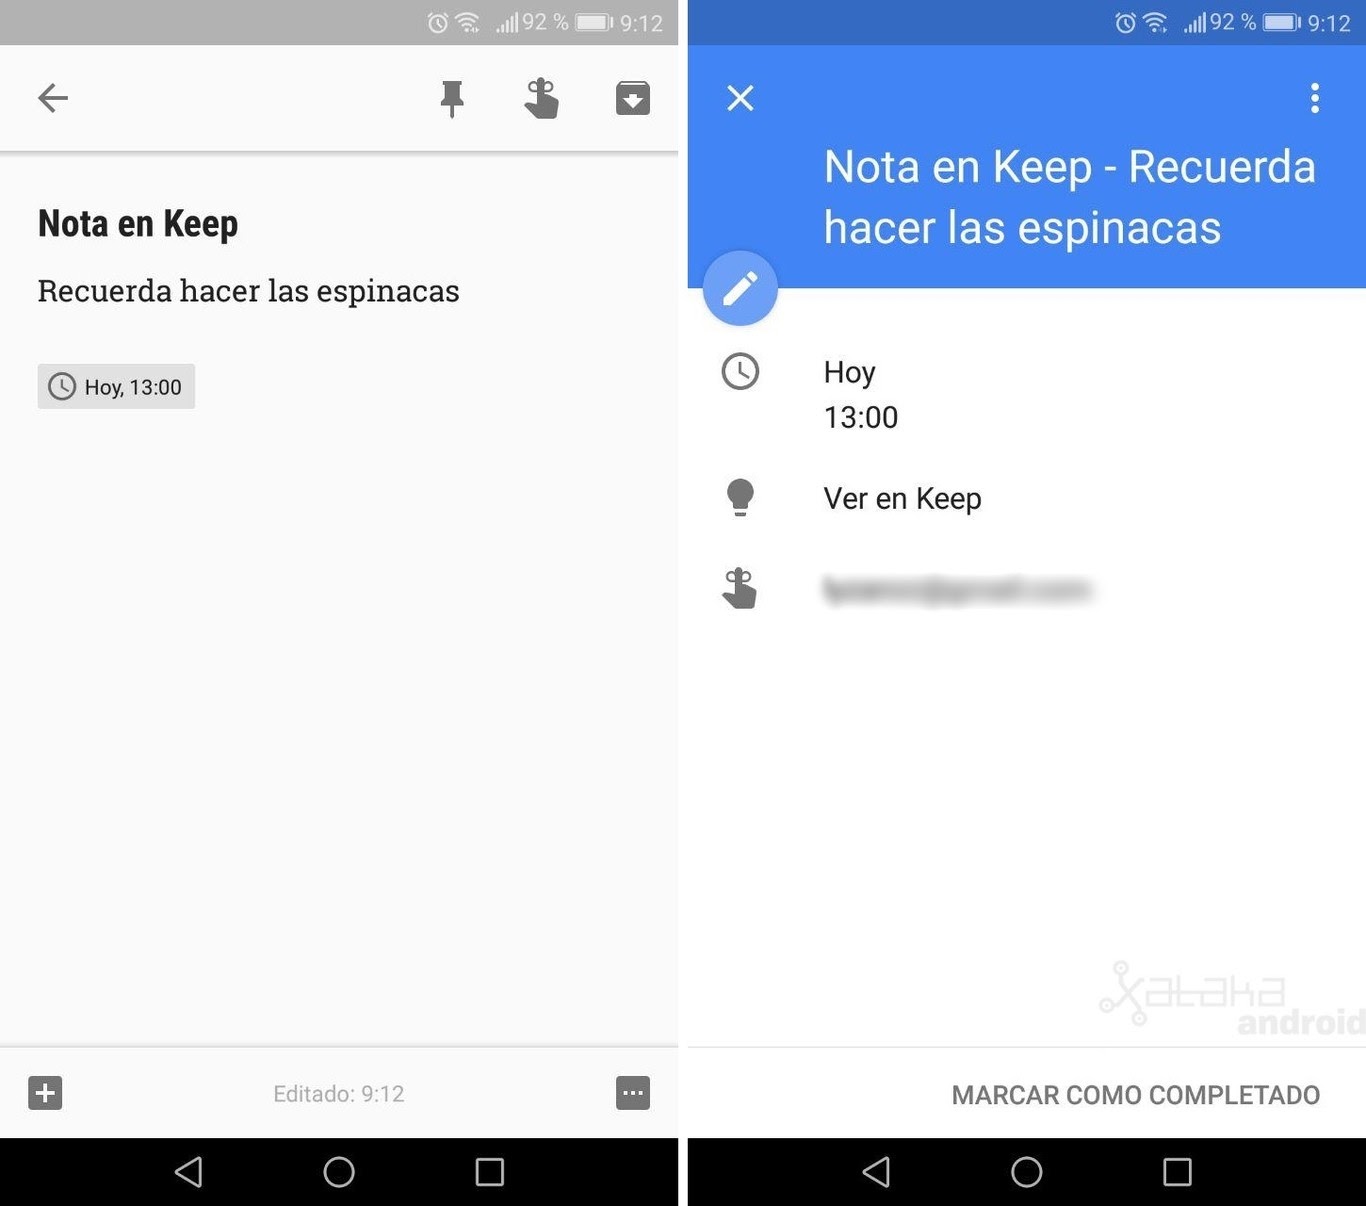 92 % 9:12
Nota en Keep
Recuerda hacer las espinacas
Hoy, 13:00
Editado: 9:12
92 % 9:12
Nota en Keep - Recuerda
hacer las espinacas
Hoy
13:00
Ver en Keep
xataka
android
MARCAR COMO COMPLETADO